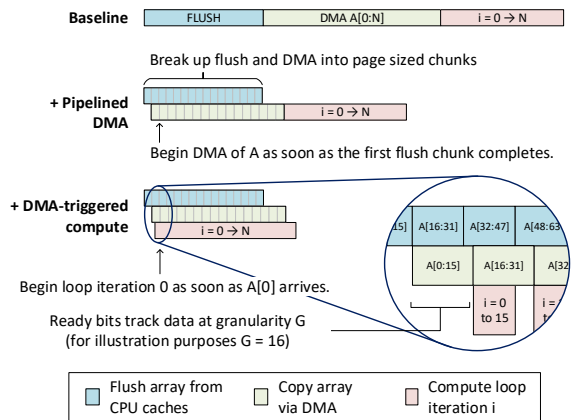 Baseline
FLUSH
DMA A[0:N]
i = 0 → N
Break up flush and DMA into page sized chunks
+ Pipelined
DMA
i = 0 → N
Begin DMA of A as soon as the first flush chunk completes.
+ DMA-triggered
compute
i = 0 → N
15]
A[16:31]
A[32:47]
A[48:63
A[0:15]
A[16:31]
A[32
i = 0
to 15
i =
to
Begin loop iteration 0 as soon as A[0] arrives.
Ready bits track data at granularity G
(for illustration purposes G = 16)
Flush array from
CPU caches
Copy array
via DMA
Compute loop
iteration i